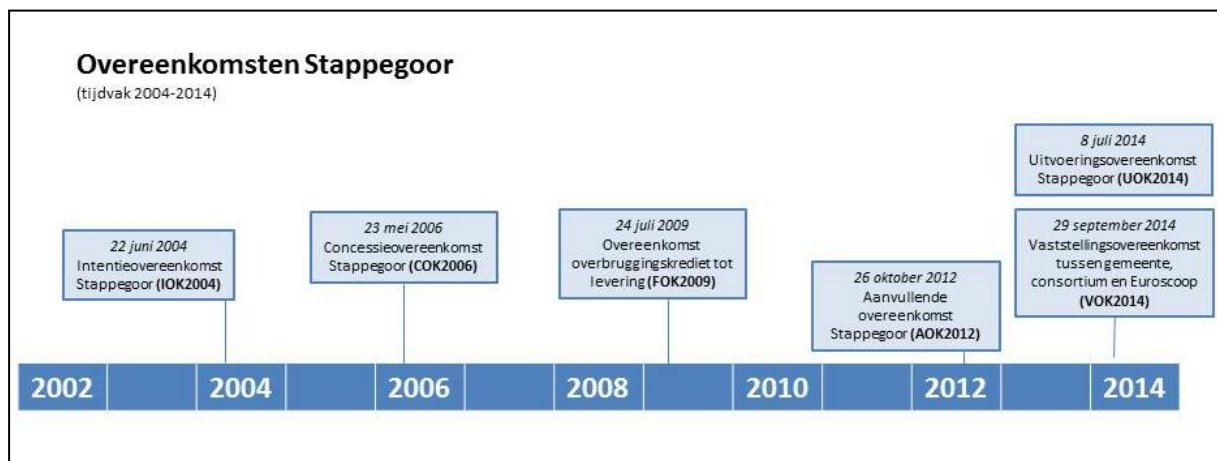 Overeenkomsten Stappegoor
(tijdvak 2004-2014)
22 juni 2004
Intentieovereenkomst
Stappegoor (IOK2004)
23 mei 2006
Concessieovereenkomst
Stappegoor (COK2006)
24 juli 2009
Overeenkomst
overbruggingskrediet tot
levering (FOK2009)
26 oktober 2012
Aanvullende
overeenkomst
Stappegoor (AOK2012)
8 juli 2014
Uitvoeringsovereenkomst
Stappegoor (UOK2014)
29 september 2014
Vaststellingsovereenkomst
tussen gemeente,
consortium en Euroscoop
(VOK2014)
2002 2004 2006 2008 2010 2012 2014